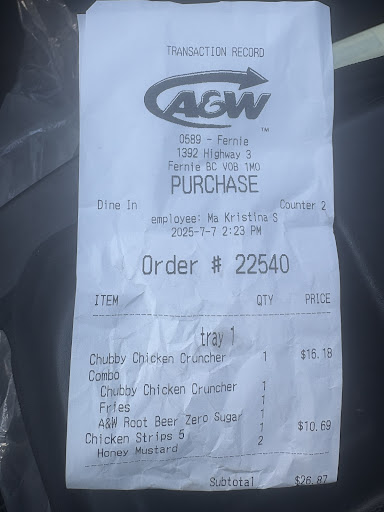 TRANSACTION RECORD
A&W
TM
0589 - Fernie
1392 Highway 3
Fernie BC V0B 1M0
PURCHASE
Dine In Counter 2
employee: Ma Kristina S
2025-7-7 2:23 PM
Order # 22540
ITEM QTY PRICE
tray 1
Chubby Chicken Cruncher 1 $16.18
Combo
Chubby Chicken Cruncher 1
Fries 1
A&W Root Beer Zero Sugar 1
Chicken Strips 5 1 $10.69
Honey Mustard 2
Subtotal $26.87